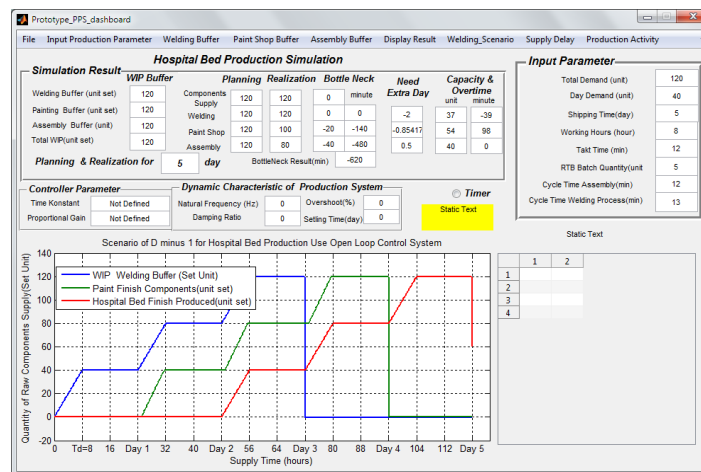 Prototype_PPS_dashboard
File Input Production Parameter Welding Buffer Paint Shop Buffer Assembly Buffer Display Result Welding_Scenario Supply Delay Production Activity
Hospital Bed Production Simulation
Simulation Result
WIP Buffer
Welding Buffer (unit set) 120
Painting Buffer (unit set) 120
Assembly Buffer (unit) 120
Total WIP(unit set) 120
Planning & Realization for 5 day
Planning Realization Bottle Neck Need Extra Day Capacity & Overtime
unit minute
Components Supply 120 120 0 minute
Welding 120 120 0 0 -2 37 -39
Paint Shop 120 100 -20 -140 -0.85417 54 98
Assembly 120 80 -40 -480 0.5 40 0
BottleNeck Result(min) -620
Input Parameter
Total Demand (unit) 120
Day Demand (unit) 40
Shipping Time(day) 5
Working Hours (hour) 8
Takt Time (min) 12
RTB Batch Quantity(unit 5
Cycle Time Assembly(min) 12
Cycle Time Welding Process(min) 13
Controller Parameter
Time Konstant Not Defined
Proportional Gain Not Defined
Dynamic Characteristic of Production System
Natural Frequency (Hz) 0 Overshoot(%) 0
Damping Ratio 0 Setling Time(day) 0
Timer
Static Text
Static Text
Scenario of D minus 1 for Hospital Bed Production Use Open Loop Control System
Quantity of Raw Components Supply(Set Unit)
140
120
100
80
60
40
20
0
-20
WIP Welding Buffer (Set Unit)
Paint Finish Components(unit set)
Hospital Bed Finish Produced(unit set)
0 Td=8 16 Day 1 32 40 Day 2 56 64 Day 3 80 88 Day 4 104 112 Day 5
Supply Time (hours)
1 2
1
2
3
4